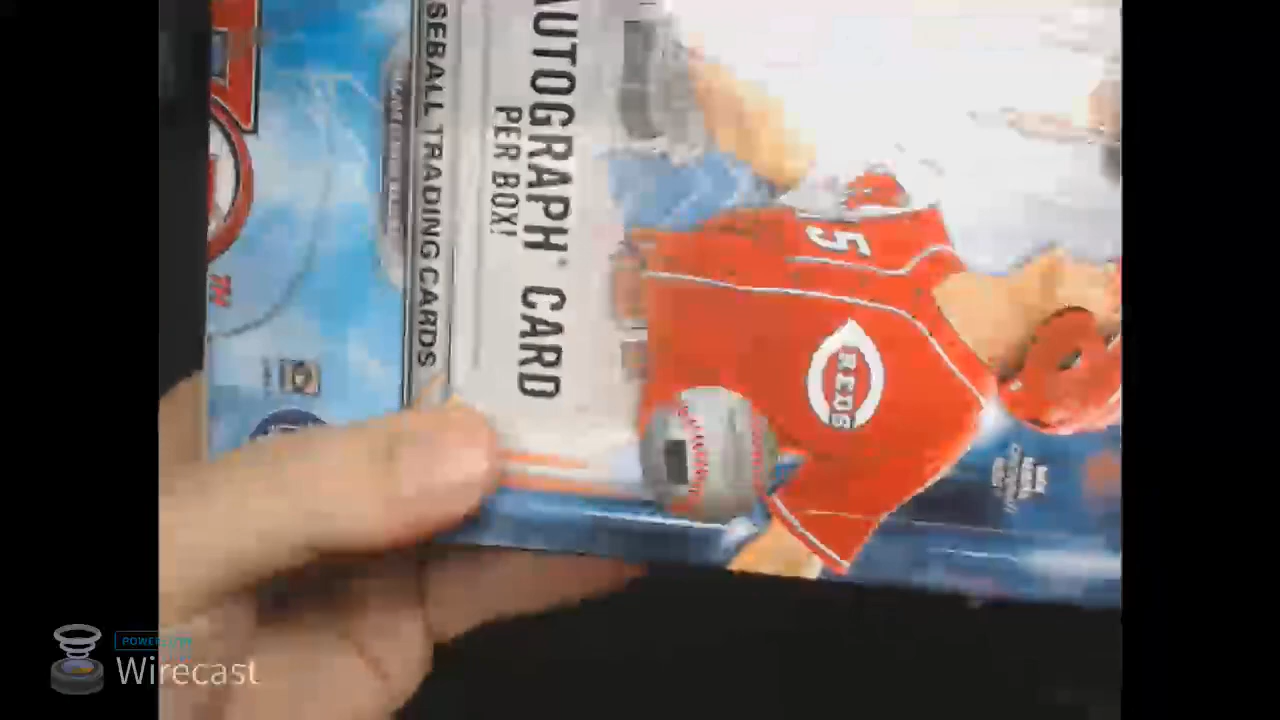 AUTOGRAPH CARD
PER BOX!
SEBALL TRADING CARDS
5
REDS
POWERED BY
Wirecast